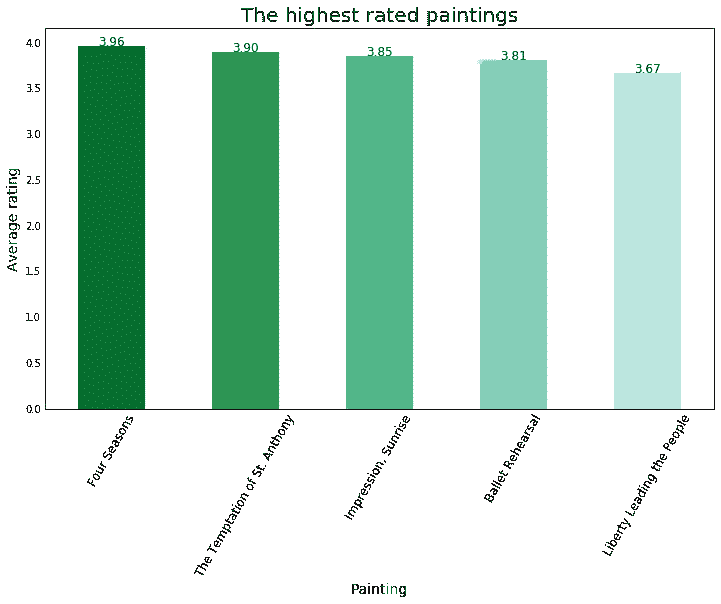 The highest rated paintings
Average rating
4.0
3.5
3.0
2.5
2.0
1.5
1.0
0.5
0.0
3.96
3.90
3.85
3.81
3.67
Four Seasons
The Temptation of St. Anthony
Impression, Sunrise
Ballet Rehearsal
Liberty Leading the People
Painting